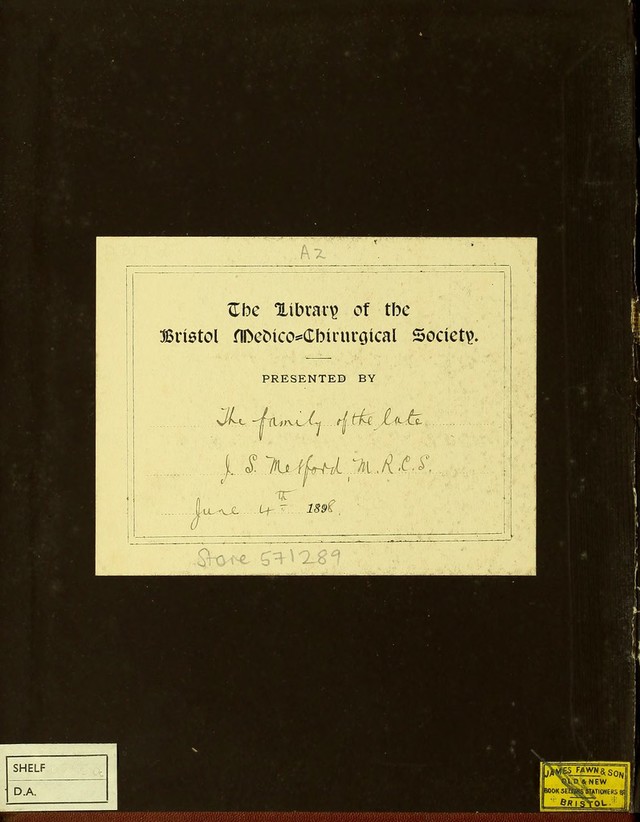 A2
The Library of the
Bristol Medico=Chirurgical Society.
PRESENTED BY
The family of the late
J. S. Metford, M.R.C.S.
June 4th 1898.
Store 571289
SHELF
D.A.
JAMES FAWN & SON
OLD & NEW
BOOK SELLERS STATIONERS &c
BRISTOL.